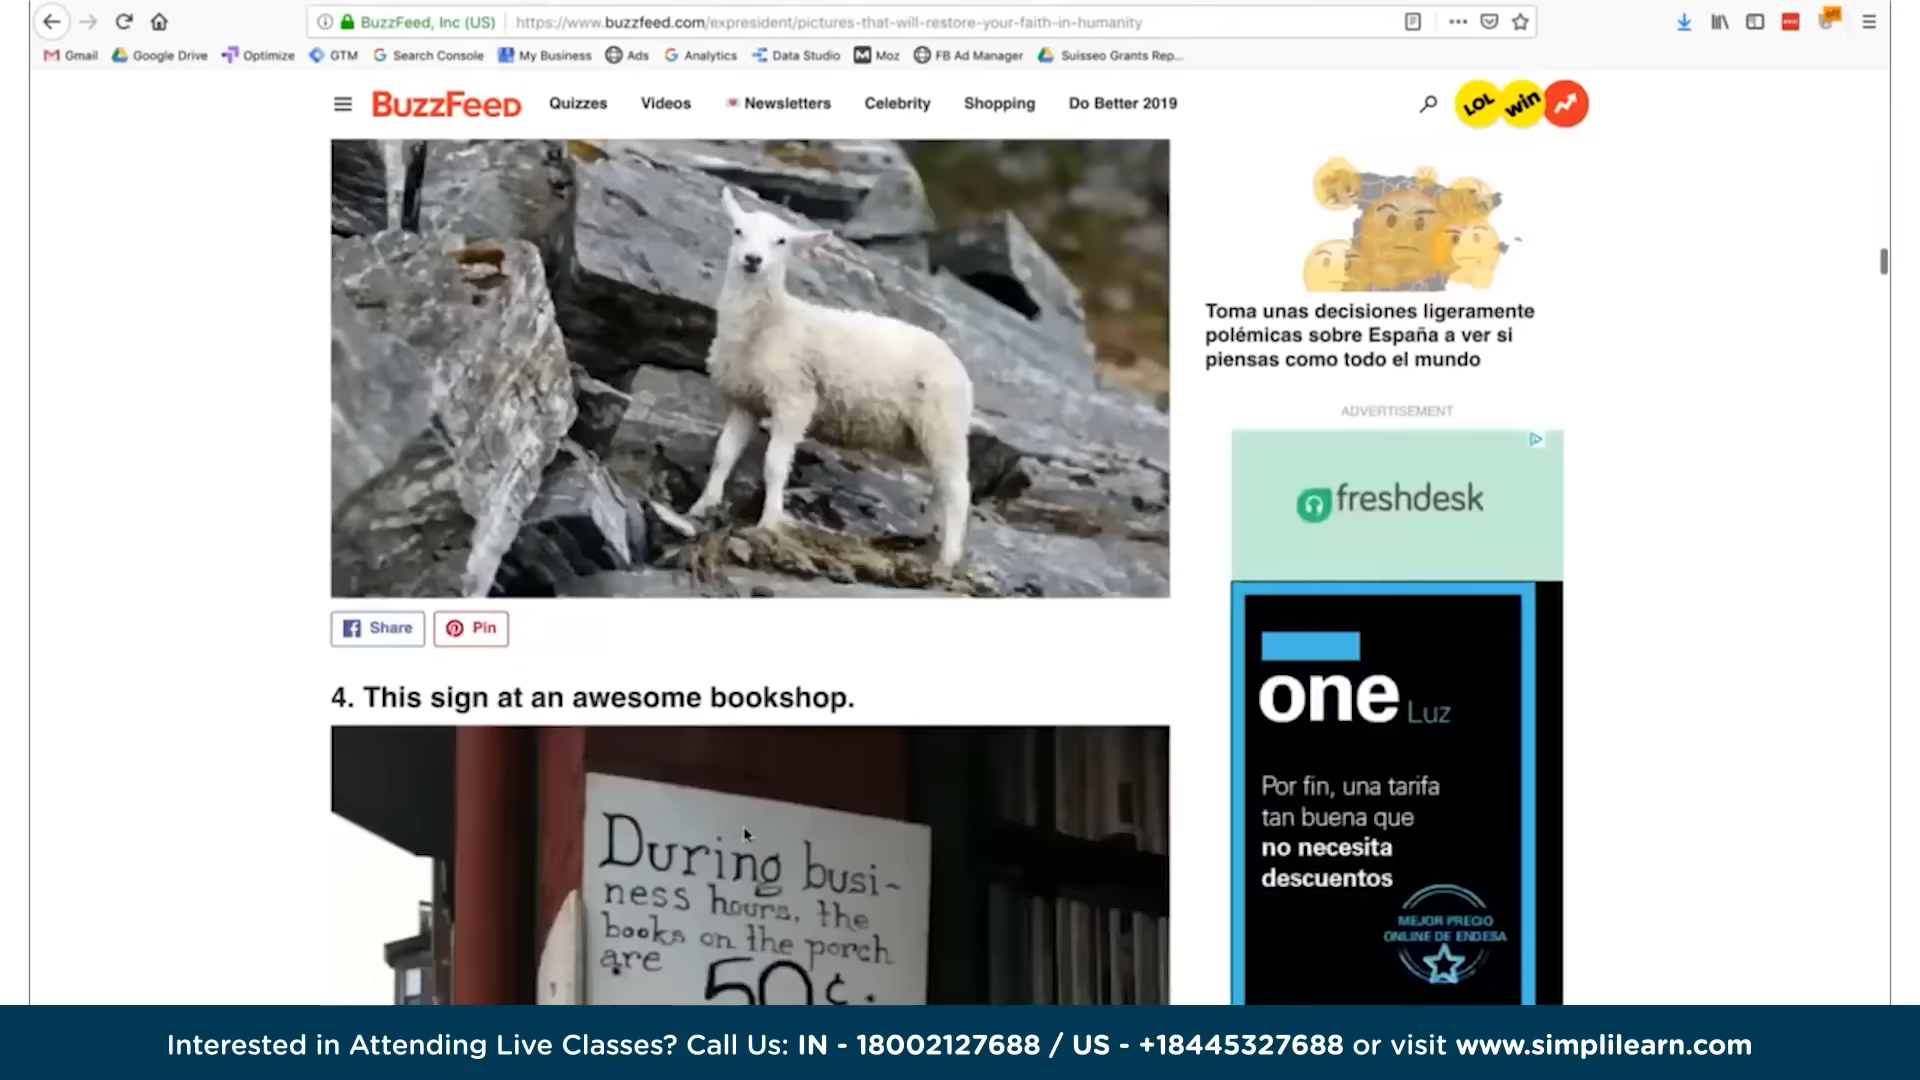 BuzzFeed, Inc (US)
https://www.buzzfeed.com/expresident/pictures-that-will-restore-your-faith-in-humanity
Gmail
Google Drive
Optimize
GTM
Search Console
My Business
Ads
Analytics
Data Studio
Moz
FB Ad Manager
Suisseo Grants Rep...
BuzzFeed
Quizzes
Videos
Newsletters
Celebrity
Shopping
Do Better 2019
LOL
win
Toma unas decisiones ligeramente
polémicas sobre España a ver si
piensas como todo el mundo
ADVERTISEMENT
freshdesk
Share
Pin
4. This sign at an awesome bookshop.
During busi-
ness hours, the
books on the porch
are
50¢.
one Luz
Por fin, una tarifa
tan buena que
no necesita
descuentos
MEJOR PRECIO
ONLINE DE ENDESA
Interested in Attending Live Classes? Call Us: IN - 18002127688 / US - +18445327688 or visit www.simplilearn.com